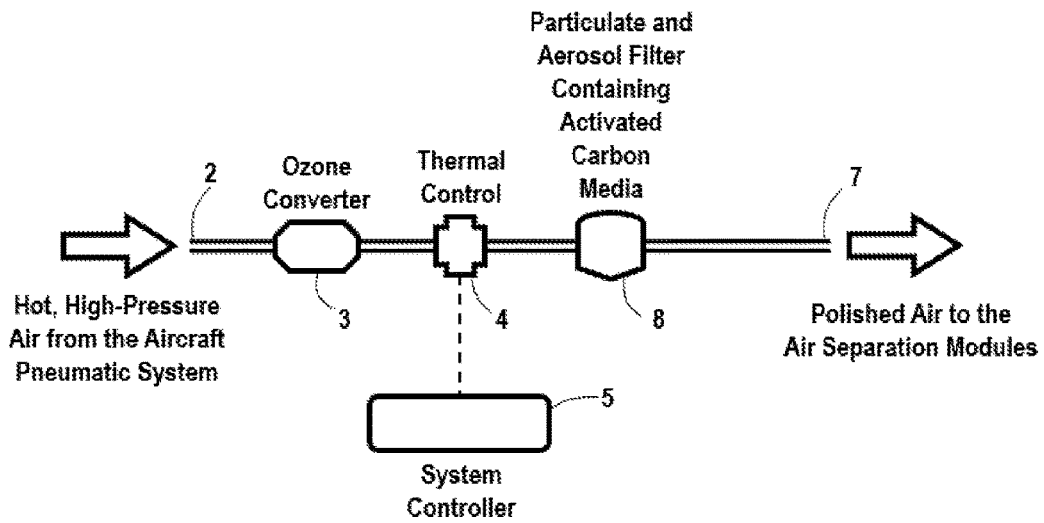 Particulate and
Aerosol Filter
Containing
Activated
Carbon
Media
Thermal
Control
Ozone
Converter
2
7
3
4
8
Hot, High-Pressure
Air from the Aircraft
Pneumatic System
Polished Air to the
Air Separation Modules
5
System
Controller